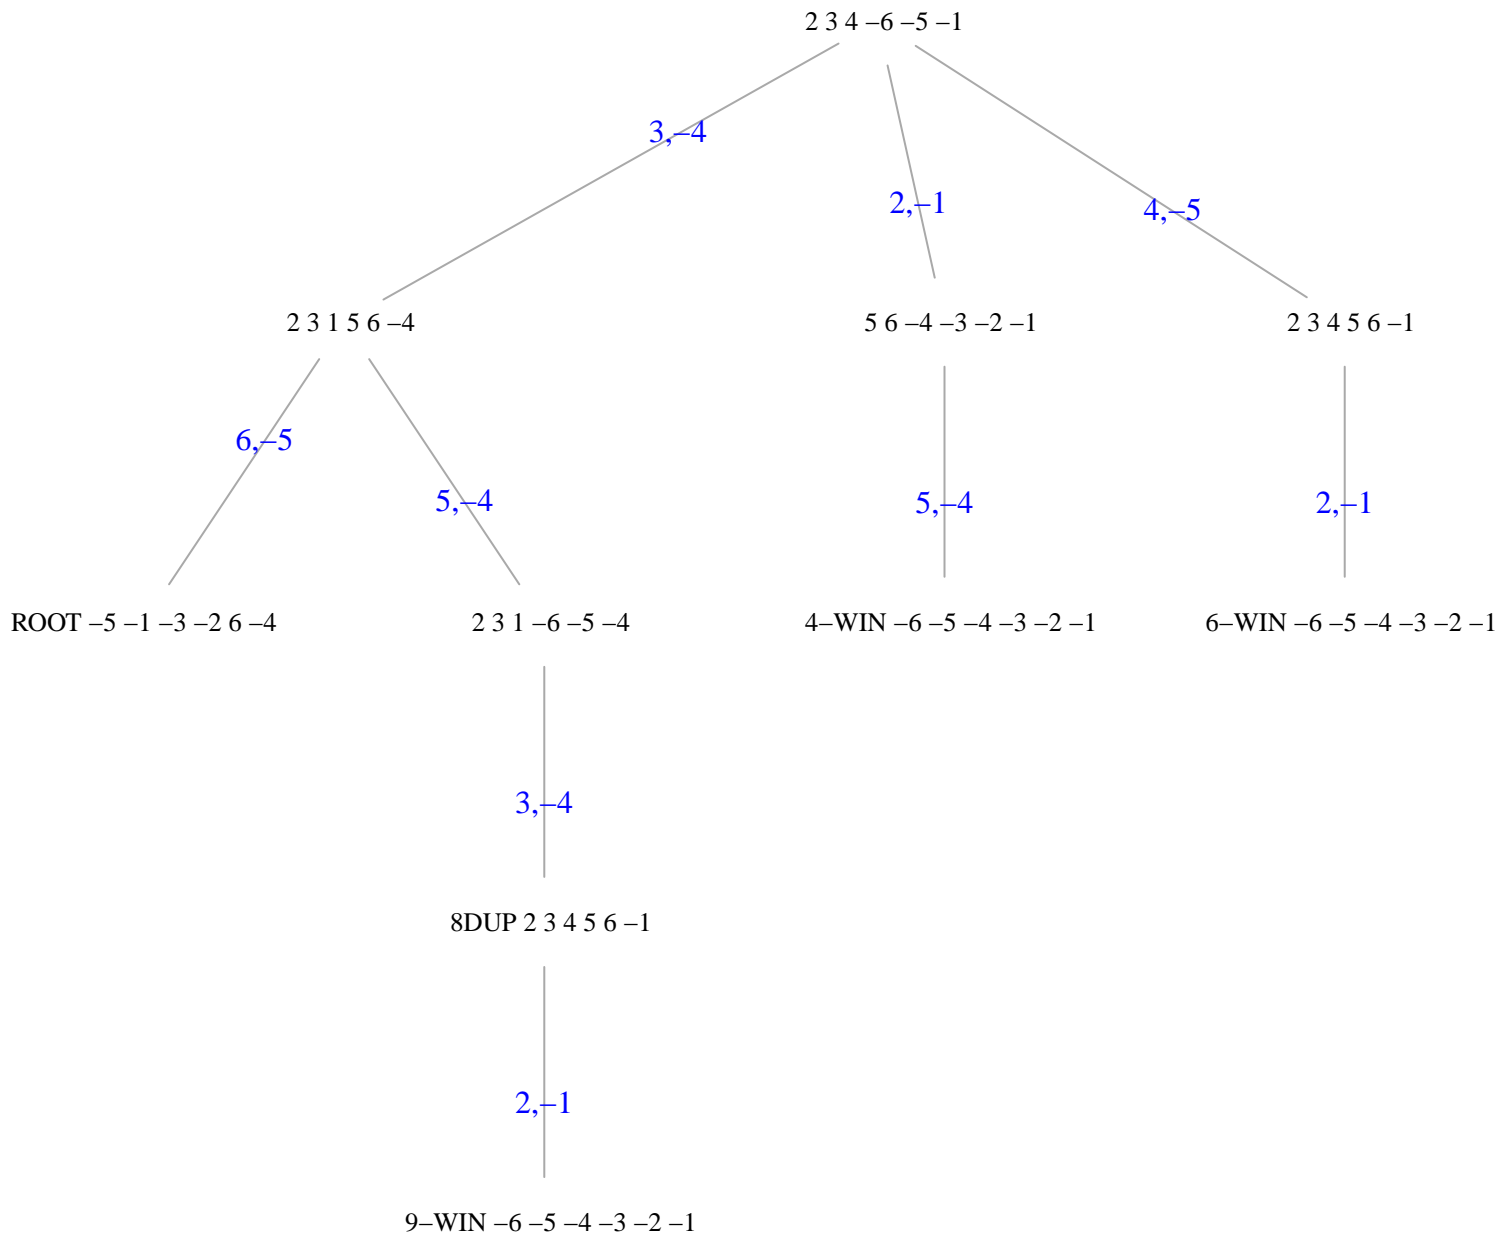 2 3 4 –6 –5 –1
3,–4
2,–1
4,–5
2 3 1 5 6 –4
5 6 –4 –3 –2 –1
2 3 4 5 6 –1
6,–5
5,–4
5,–4
2,–1
ROOT –5 –1 –3 –2 6 –4
2 3 1 –6 –5 –4
4–WIN –6 –5 –4 –3 –2 –1
6–WIN –6 –5 –4 –3 –2 –1
3,–4
8DUP 2 3 4 5 6 –1
2,–1
9–WIN –6 –5 –4 –3 –2 –1